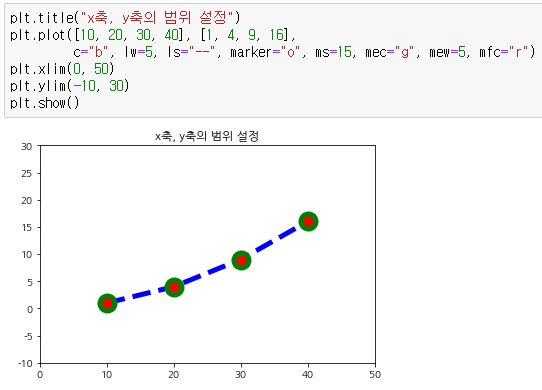 plt.title("x축, y축의 범위 설정")
plt.plot([10, 20, 30, 40], [1, 4, 9, 16],
c="b", lw=5, ls="--", marker="o", ms=15, mec="g", mew=5, mfc="r")
plt.xlim(0, 50)
plt.ylim(-10, 30)
plt.show()
x축, y축의 범위 설정
30
25
20
15
10
5
0
-5
-10
0 10 20 30 40 50